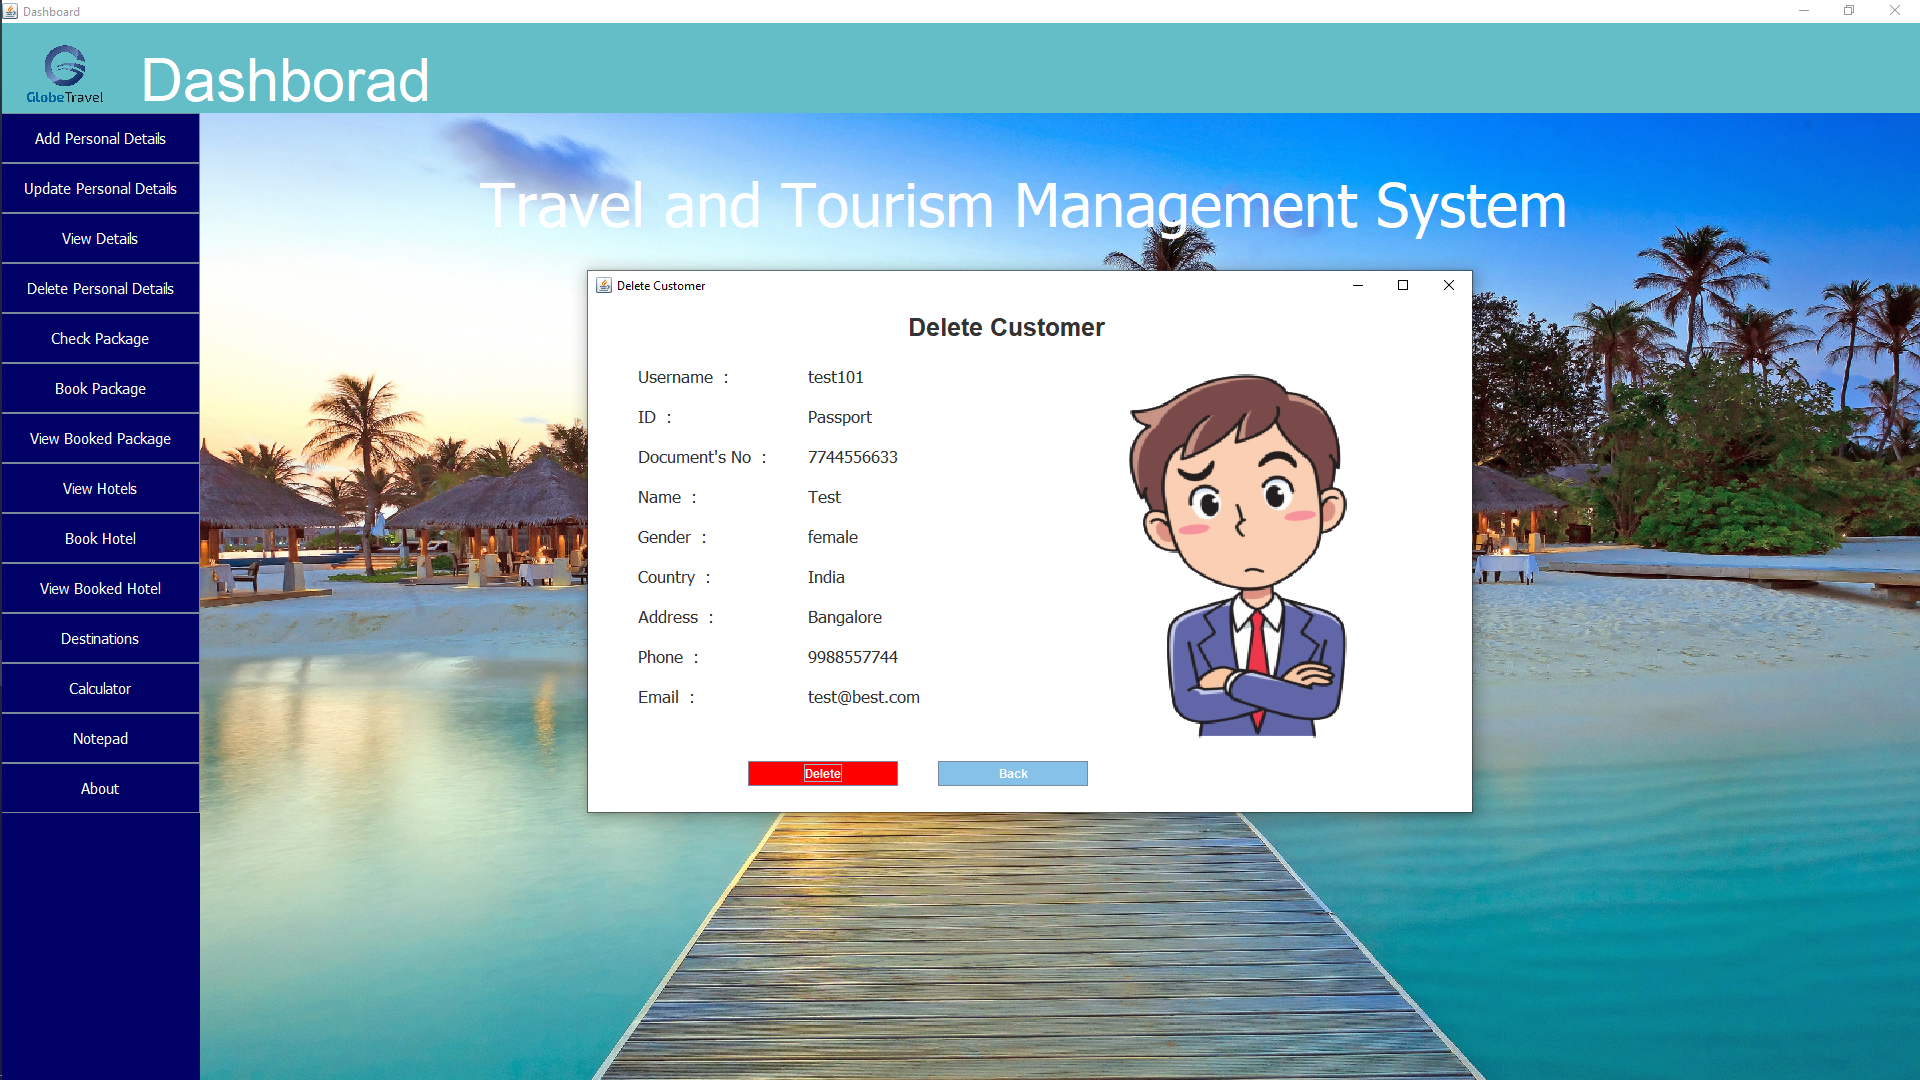 Dashboard
GlobeTravel
Dashborad
Add Personal Details
Update Personal Details
View Details
Delete Personal Details
Check Package
Book Package
View Booked Package
View Hotels
Book Hotel
View Booked Hotel
Destinations
Calculator
Notepad
About
Travel and Tourism Management System
Delete Customer
Delete Customer
Username : test101
ID : Passport
Document's No : 7744556633
Name : Test
Gender : female
Country : India
Address : Bangalore
Phone : 9988557744
Email : test@best.com
Delete Back